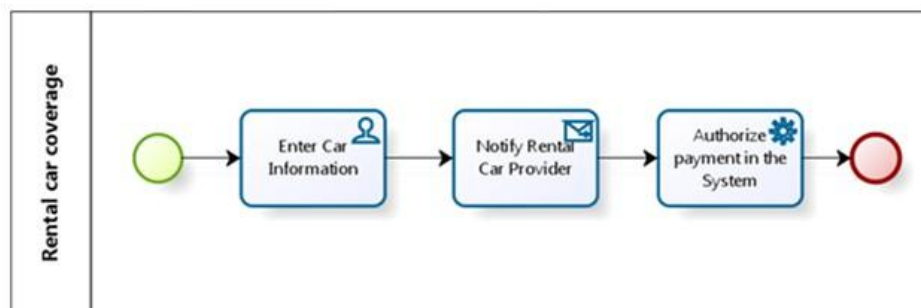 Rental car coverage
Enter Car
Information
Notify Rental
Car Provider
Authorize
payment in the
System